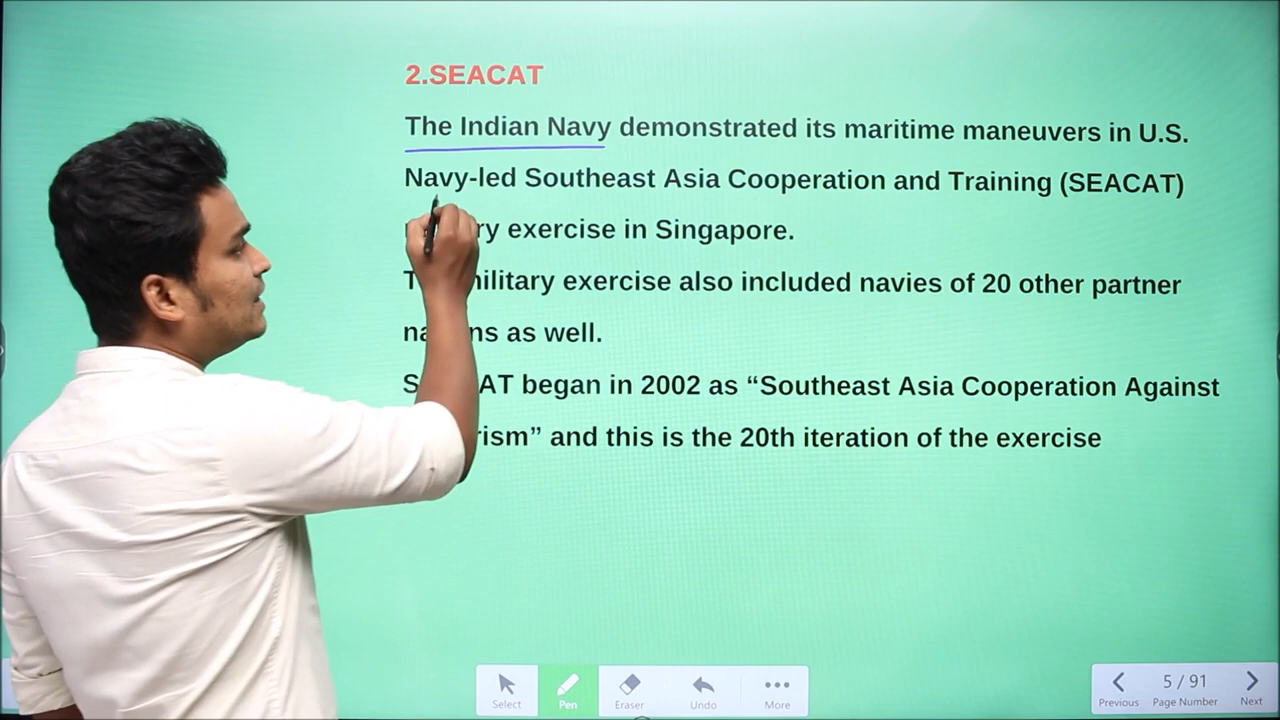 2.SEACAT
The Indian Navy demonstrated its maritime maneuvers in U.S.
Navy-led Southeast Asia Cooperation and Training (SEACAT)
exercise in Singapore.
exercise also included navies of 20 other partner
as well.
began in 2002 as “Southeast Asia Cooperation Against
and this is the 20th iteration of the exercise
Select
Pen
Eraser
Undo
More
Previous
5 / 91
Page Number
Next